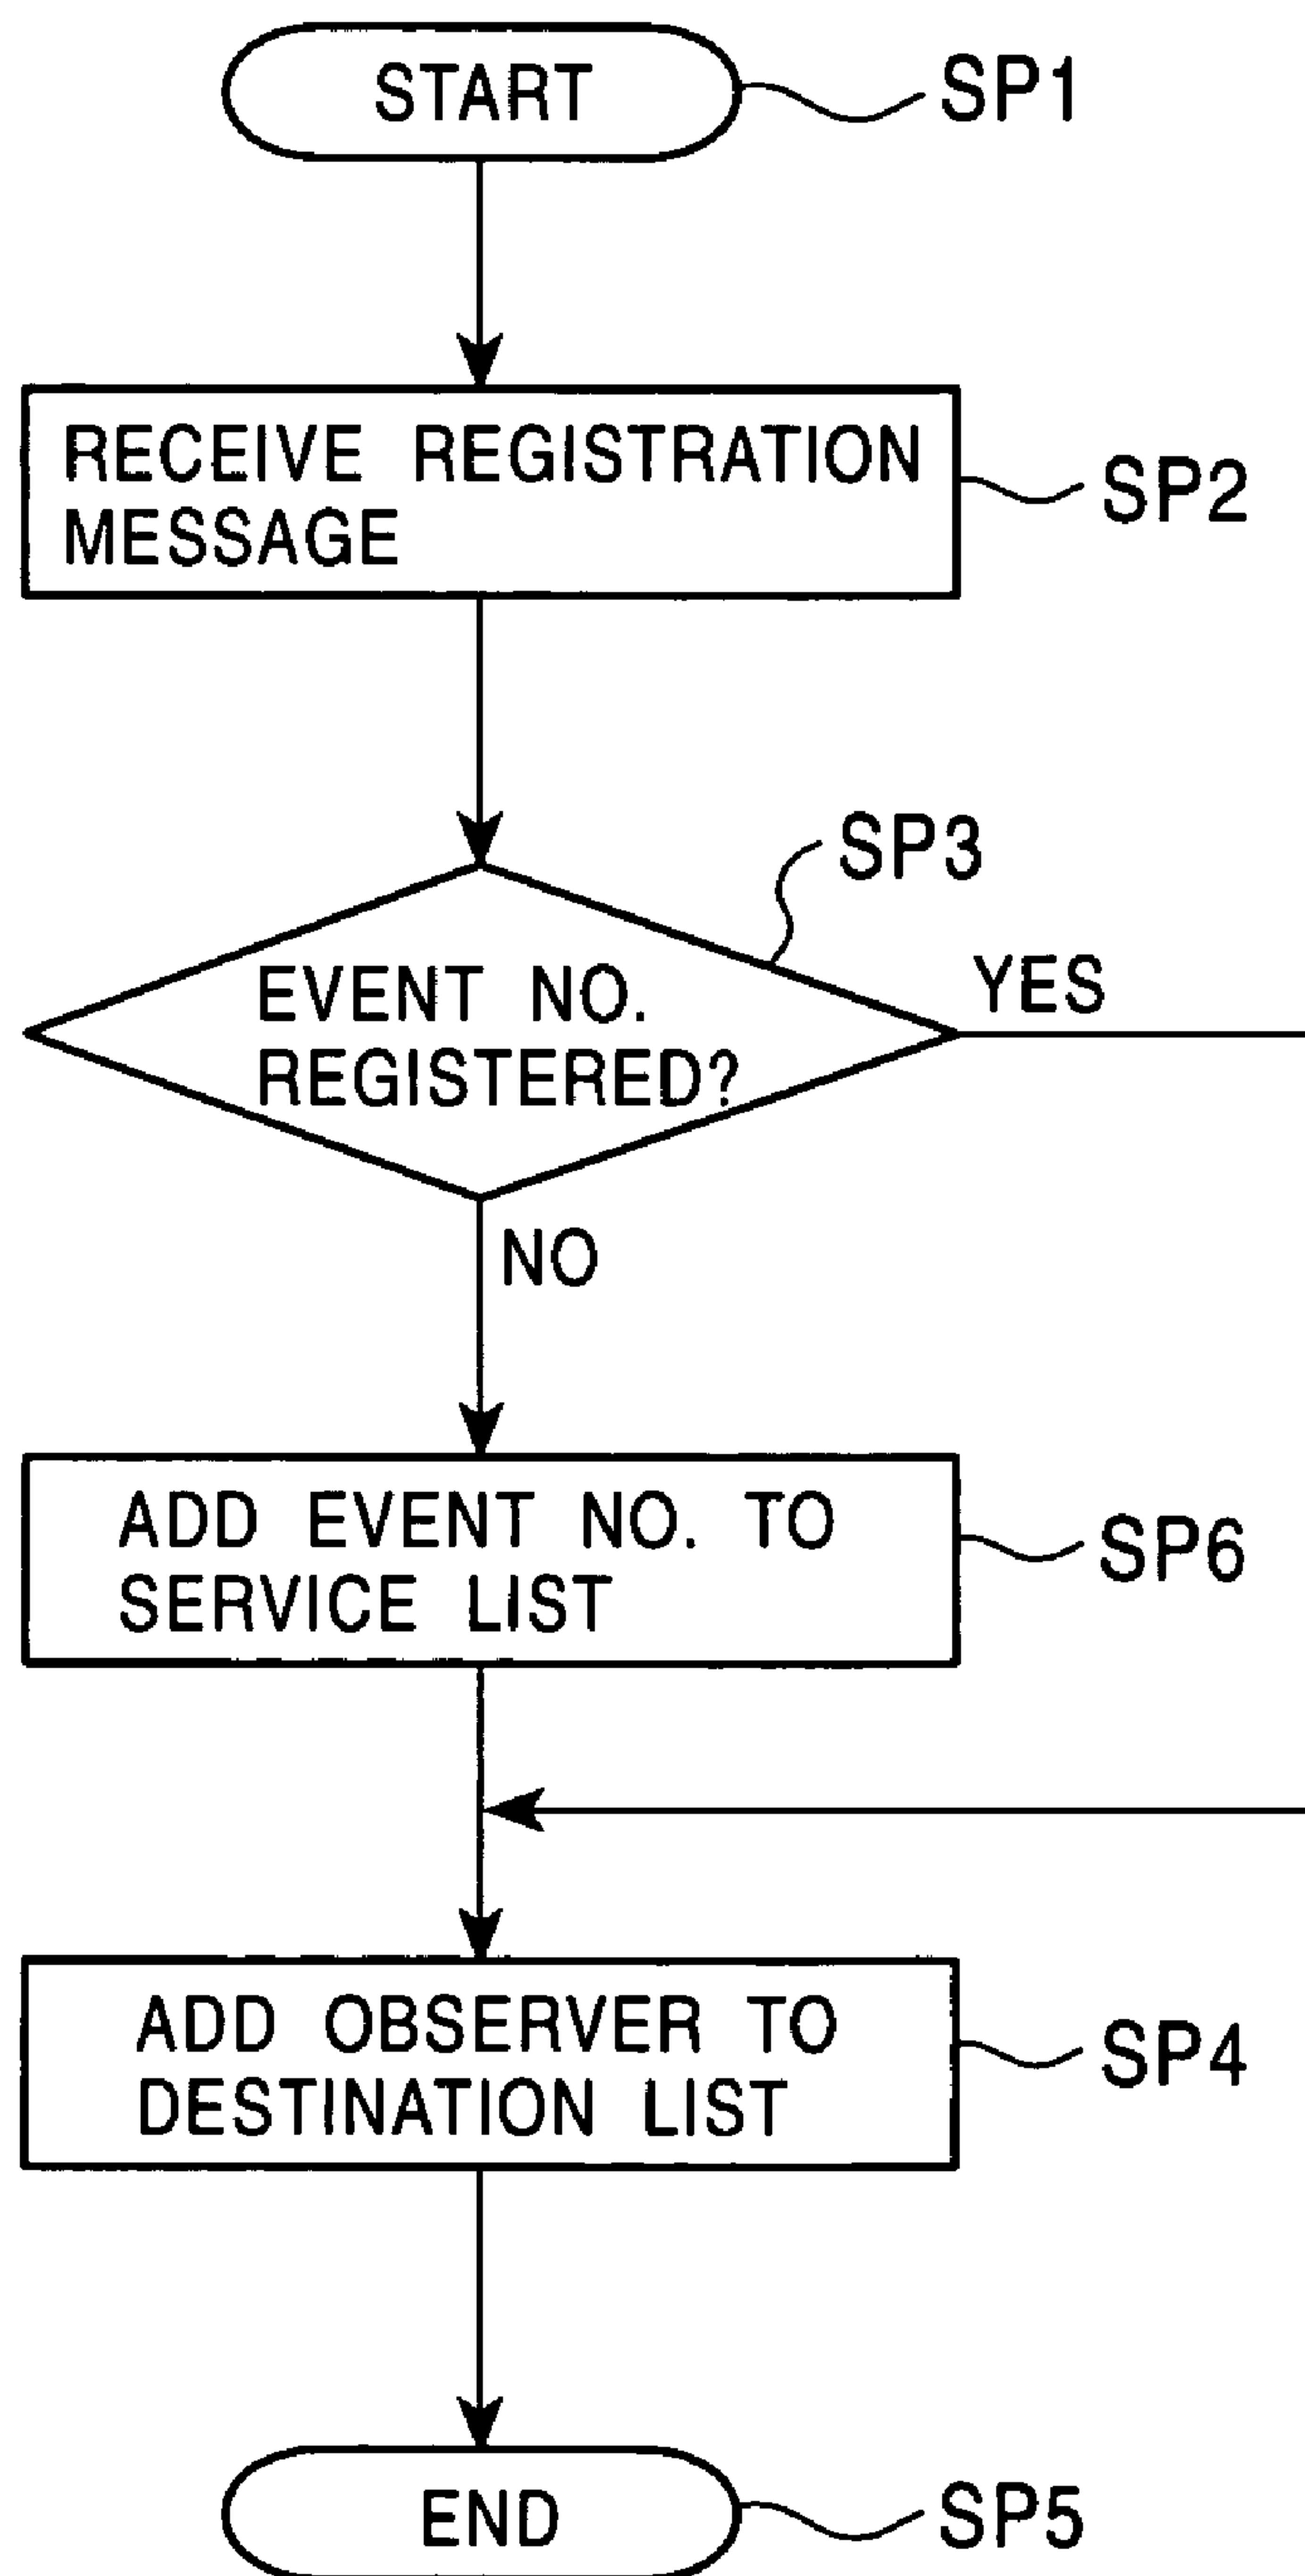 START
SP1
RECEIVE REGISTRATION
MESSAGE
SP2
SP3
EVENT NO.
REGISTERED?
YES
NO
ADD EVENT NO. TO
SERVICE LIST
SP6
ADD OBSERVER TO
DESTINATION LIST
SP4
END
SP5